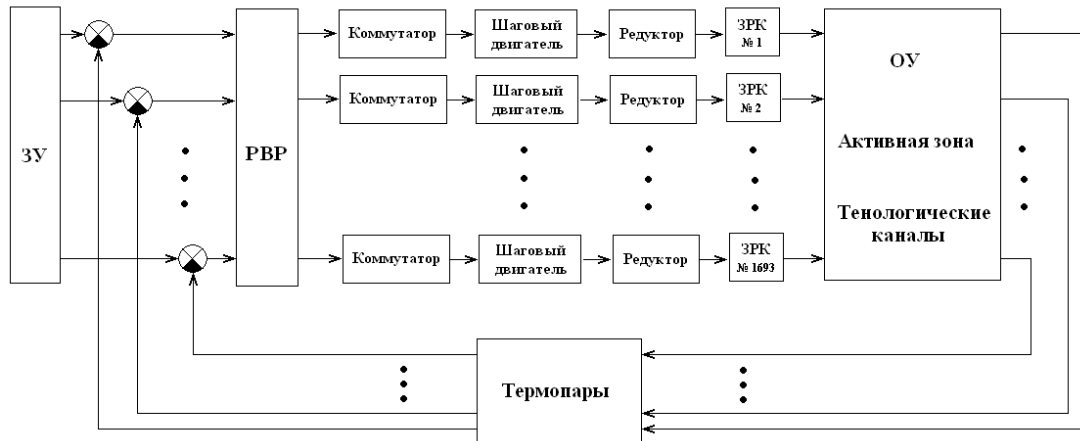 ЗУ
РВР
Коммутатор
Шаговый
двигатель
Редуктор
ЗРК
№ 1
Коммутатор
Шаговый
двигатель
Редуктор
ЗРК
№ 2
Коммутатор
Шаговый
двигатель
Редуктор
ЗРК
№ 1693
ОУ
Активная зона
Тенологические
каналы
Термопары